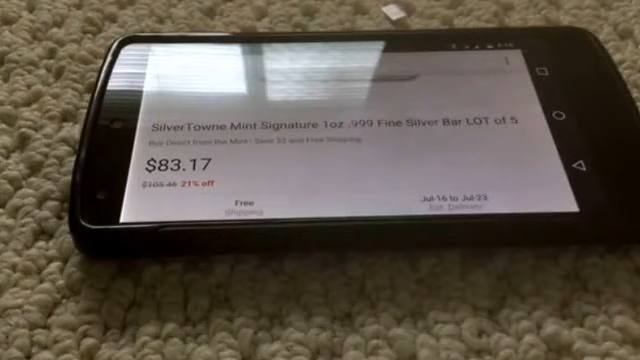 SilverTowne Mint Signature 1oz .999 Fine Silver Bar LOT of 5
Buy Direct from the Mint - Save $$ and Free Shipping
$83.17
$105.46 21% off
Free
Shipping
Jul-16 to Jul-23
Est. Delivery